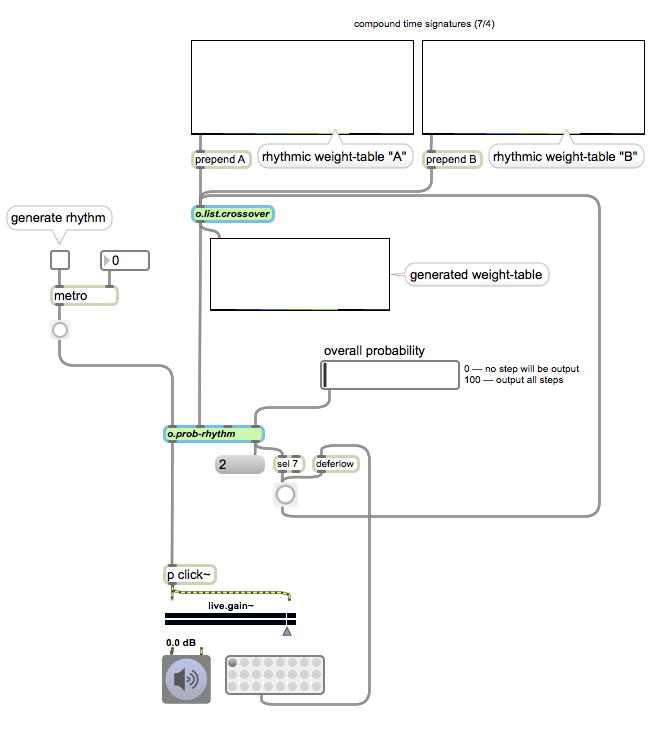 compound time signatures (7/4)
prepend A
rhythmic weight-table "A"
prepend B
rhythmic weight-table "B"
o.list.crossover
generate rhythm
0
generated weight-table
metro
overall probability
0 — no step will be output
100 — output all steps
o.prob-rhythm
2
sel 7
deferlow
p click~
live.gain~
0.0 dB